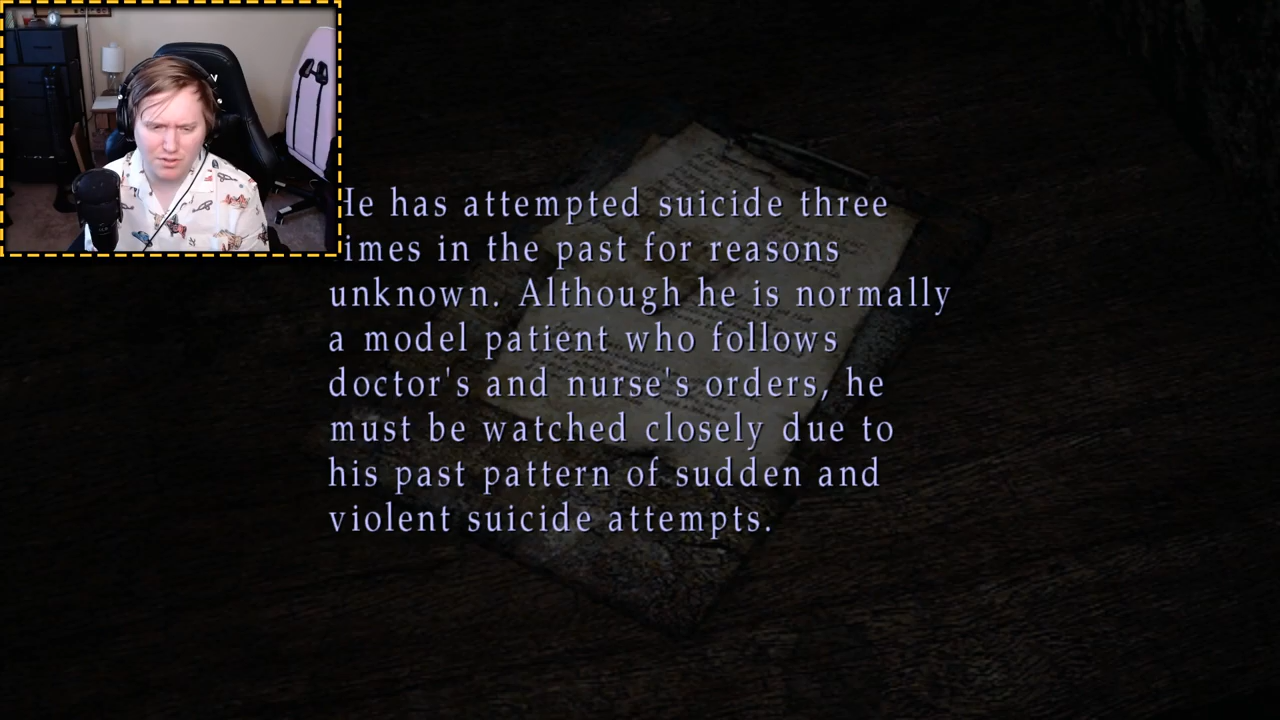 He has attempted suicide three
imes in the past for reasons
unknown. Although he is normally
a model patient who follows
doctor's and nurse's orders, he
must be watched closely due to
his past pattern of sudden and
violent suicide attempts.